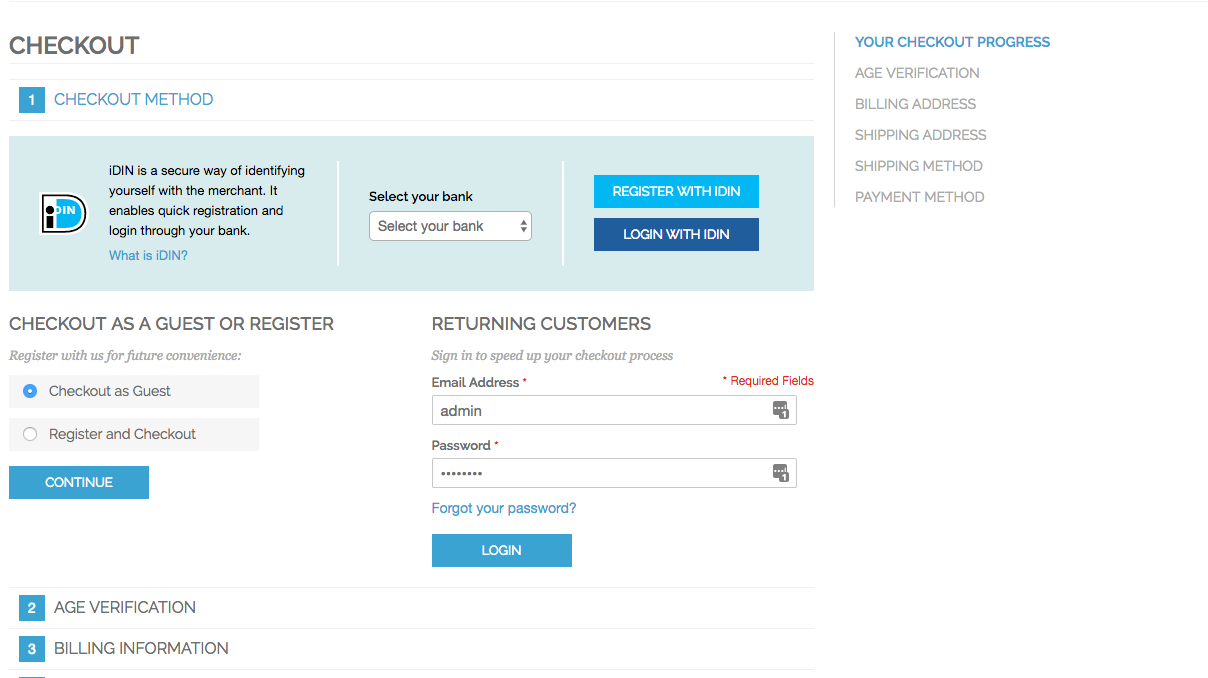 CHECKOUT
1 CHECKOUT METHOD
iDIN
iDIN is a secure way of identifying
yourself with the merchant. It
enables quick registration and
login through your bank.
What is iDIN?
Select your bank
Select your bank
REGISTER WITH IDIN
LOGIN WITH IDIN
CHECKOUT AS A GUEST OR REGISTER
Register with us for future convenience:
Checkout as Guest
Register and Checkout
CONTINUE
RETURNING CUSTOMERS
Sign in to speed up your checkout process
Email Address *
* Required Fields
admin
1
Password *
••••••••
1
Forgot your password?
LOGIN
2 AGE VERIFICATION
3 BILLING INFORMATION
YOUR CHECKOUT PROGRESS
AGE VERIFICATION
BILLING ADDRESS
SHIPPING ADDRESS
SHIPPING METHOD
PAYMENT METHOD